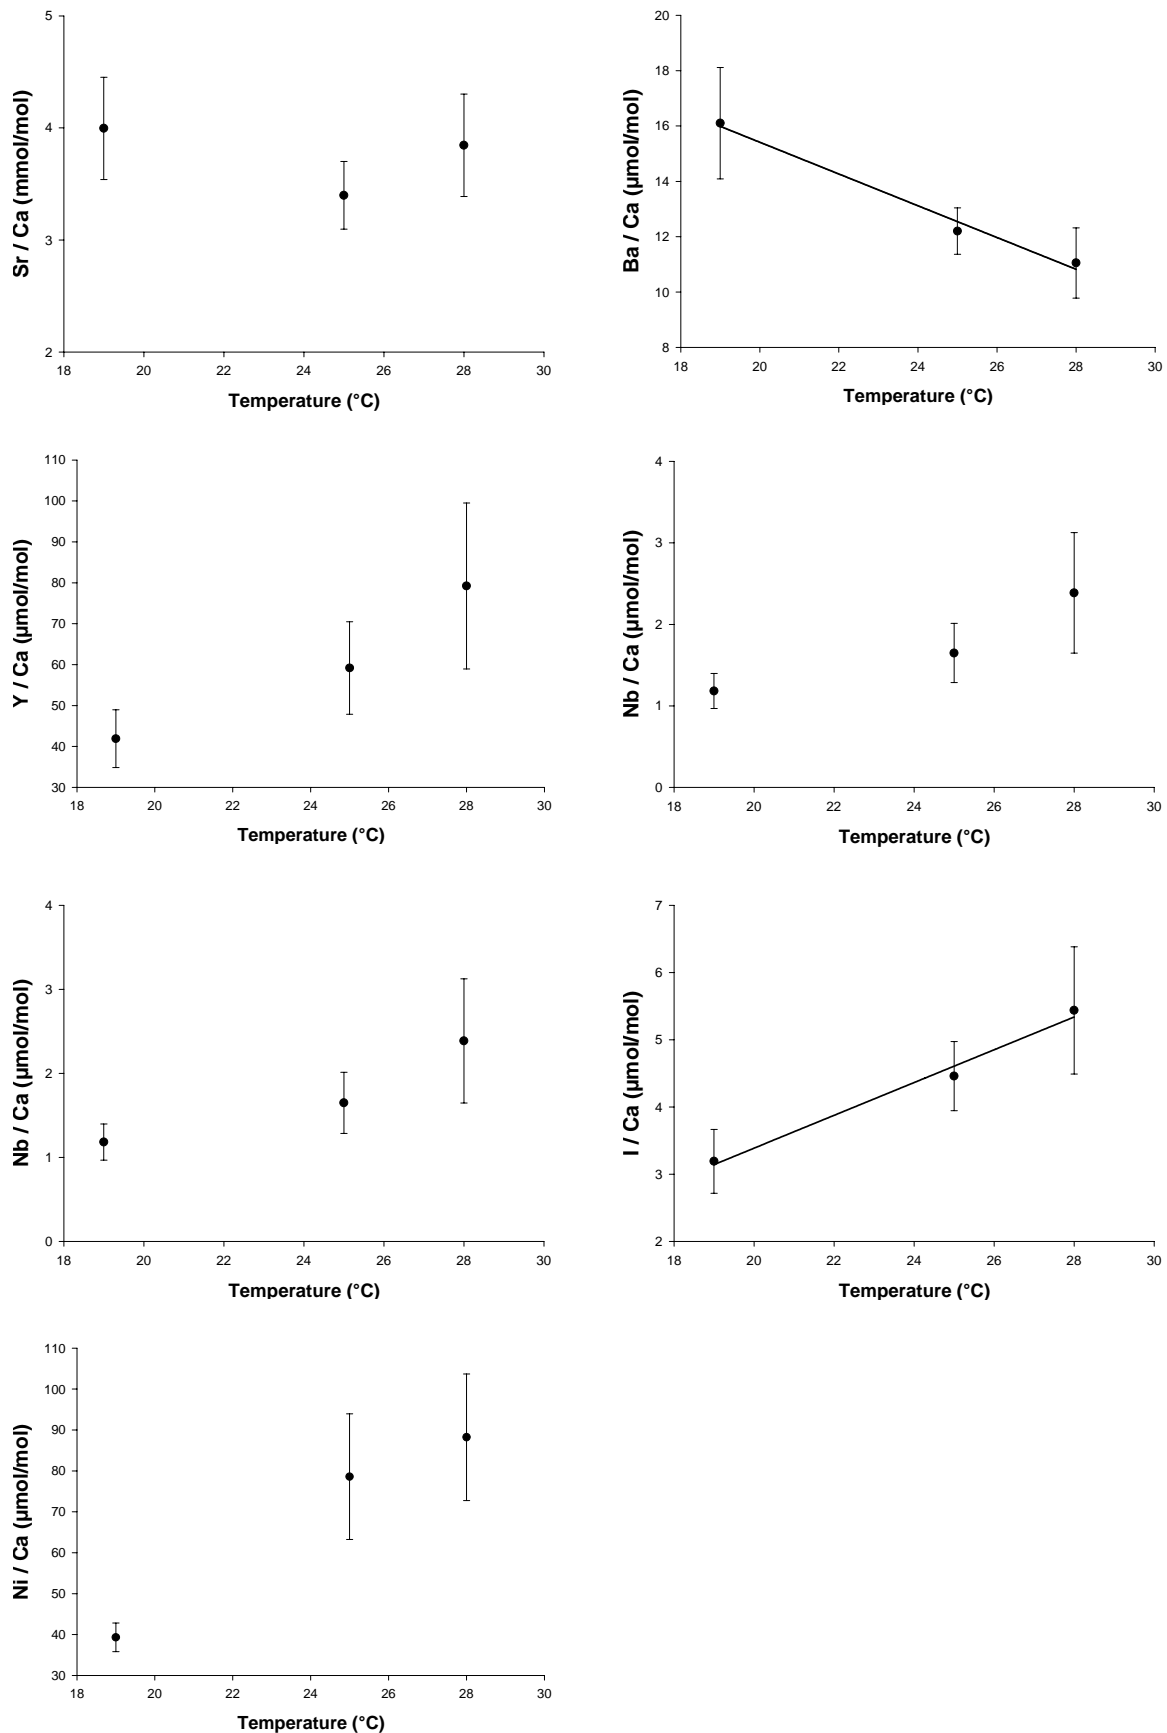 5
4
3
2
Sr / Ca (mmol/mol)
18 20 22 24 26 28 30
Temperature (°C)
20
18
16
14
12
10
8
Ba / Ca (µmol/mol)
18 20 22 24 26 28 30
Temperature (°C)
110
100
90
80
70
60
50
40
30
Y / Ca (µmol/mol)
18 20 22 24 26 28 30
Temperature (°C)
4
3
2
1
0
Nb / Ca (µmol/mol)
18 20 22 24 26 28 30
Temperature (°C)
4
3
2
1
0
Nb / Ca (µmol/mol)
18 20 22 24 26 28 30
Temperature (°C)
7
6
5
4
3
2
I / Ca (µmol/mol)
18 20 22 24 26 28 30
Temperature (°C)
110
100
90
80
70
60
50
40
30
Ni / Ca (µmol/mol)
18 20 22 24 26 28 30
Temperature (°C)